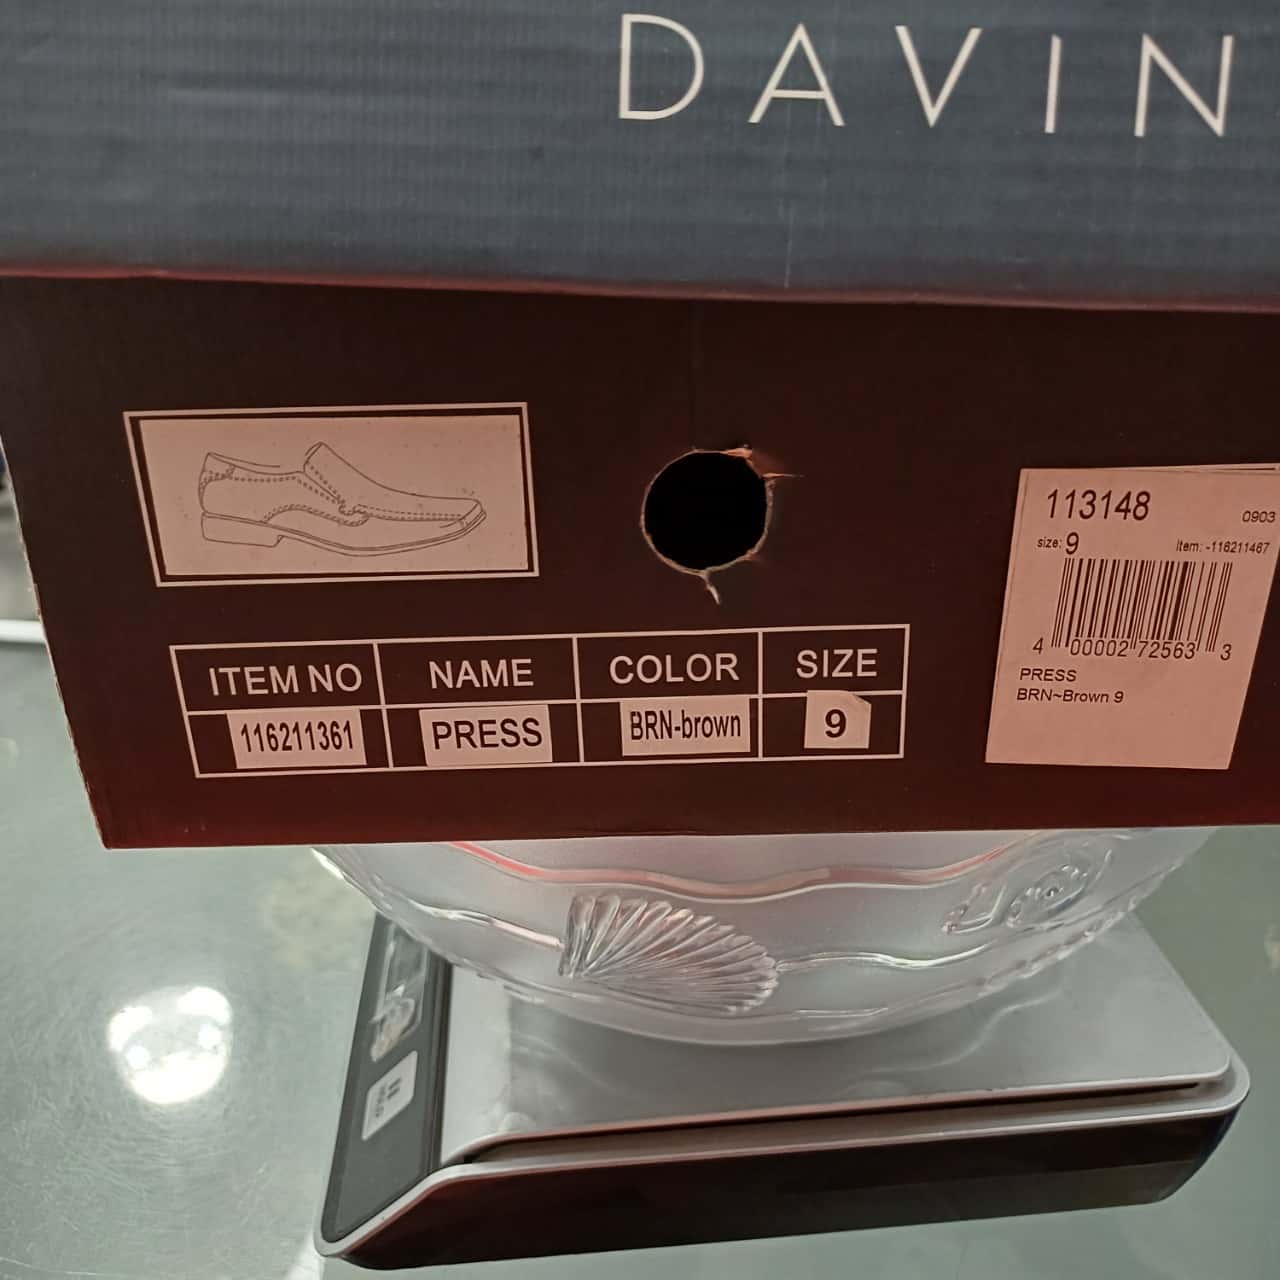 DAVIN
113148
0903
size: 9
Item: -116211467
4 00002 72563 3
PRESS
BRN~Brown 9
ITEM NO NAME COLOR SIZE
116211361 PRESS BRN-brown 9